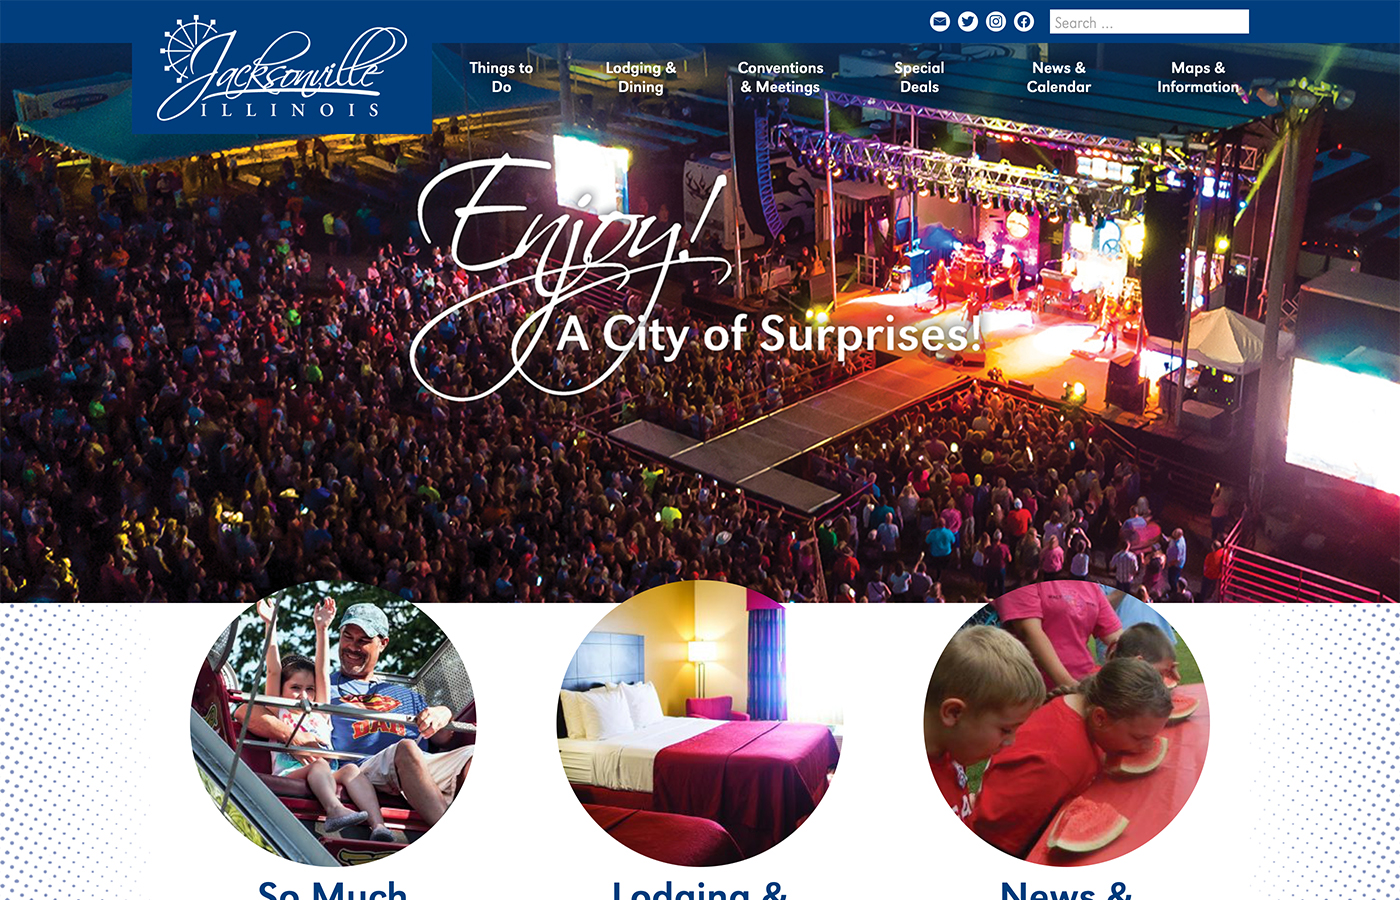 Search ...
Jacksonville
ILLINOIS
Things to
Do
Lodging &
Dining
Conventions
& Meetings
Special
Deals
News &
Calendar
Maps &
Information
Enjoy!
A City of Surprises!
DAD
So Much
Lodging &
News &